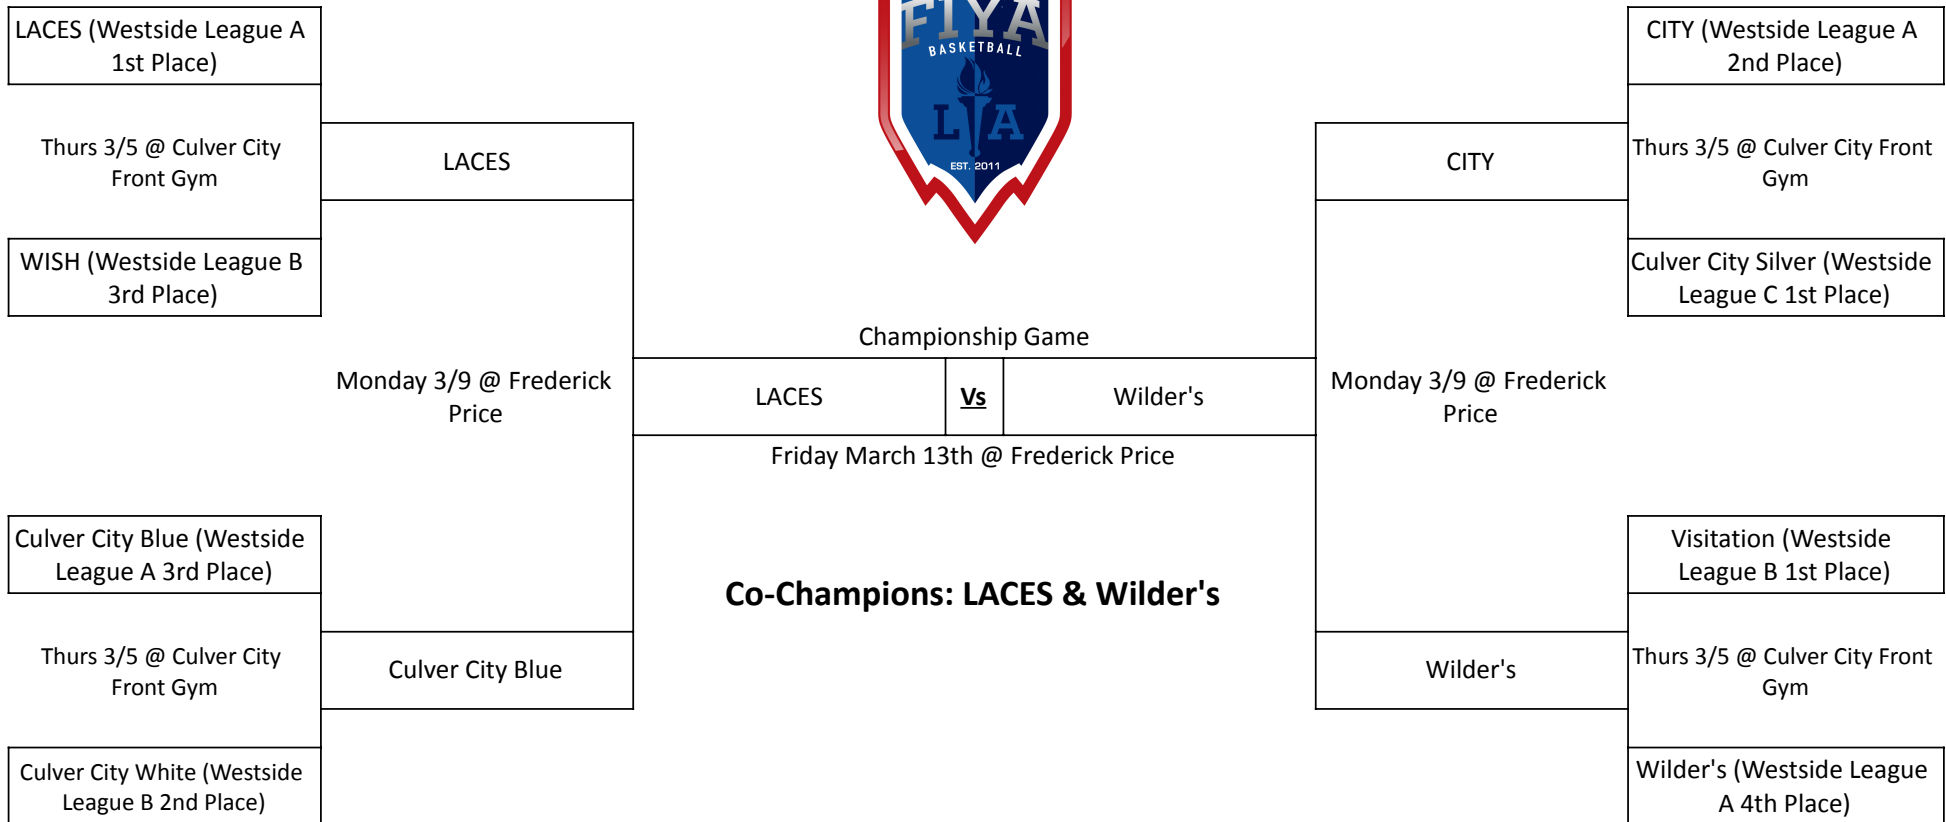 FIYA
BASKETBALL
L A
EST. 2011
LACES (Westside League A
1st Place)
Thurs 3/5 @ Culver City
Front Gym
WISH (Westside League B
3rd Place)
LACES
Monday 3/9 @ Frederick
Price
Culver City Blue (Westside
League A 3rd Place)
Thurs 3/5 @ Culver City
Front Gym
Culver City White (Westside
League B 2nd Place)
Culver City Blue
Championship Game
LACES
Vs
Wilder's
Friday March 13th @ Frederick Price
Co-Champions: LACES & Wilder's
CITY
Monday 3/9 @ Frederick
Price
Wilder's
CITY (Westside League A
2nd Place)
Thurs 3/5 @ Culver City Front
Gym
Culver City Silver (Westside
League C 1st Place)
Visitation (Westside
League B 1st Place)
Thurs 3/5 @ Culver City Front
Gym
Wilder's (Westside League
A 4th Place)